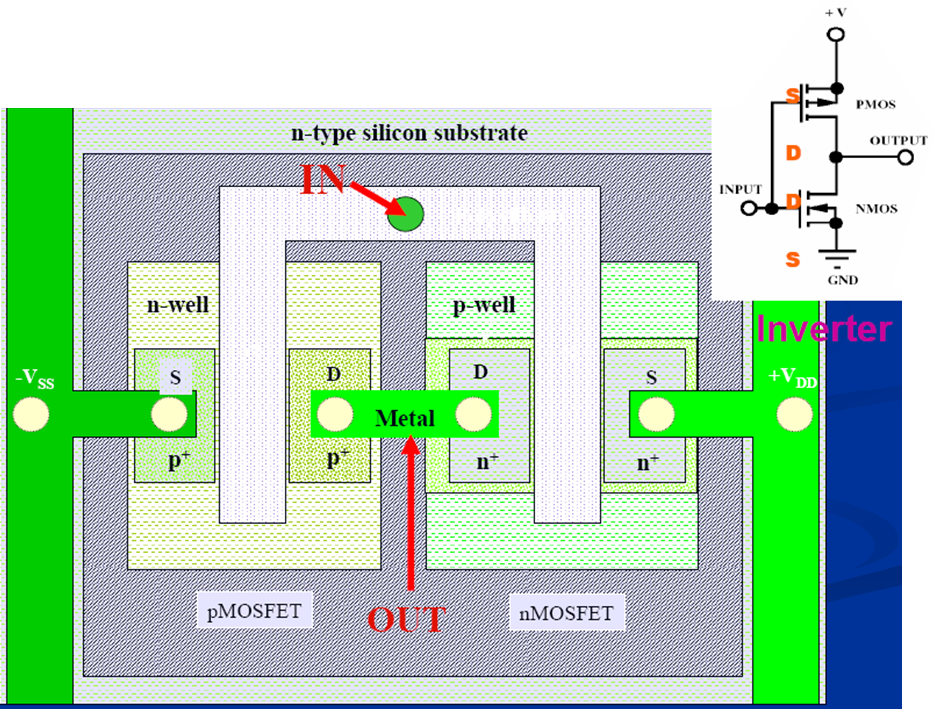 + V
S
PMOS
D
OUTPUT
INPUT
D
NMOS
S
GND
Inverter
n-type silicon substrate
IN
n-well
p-well
-VSS
S
D
D
S
+VDD
Metal
p+
p+
n+
n+
pMOSFET
OUT
nMOSFET